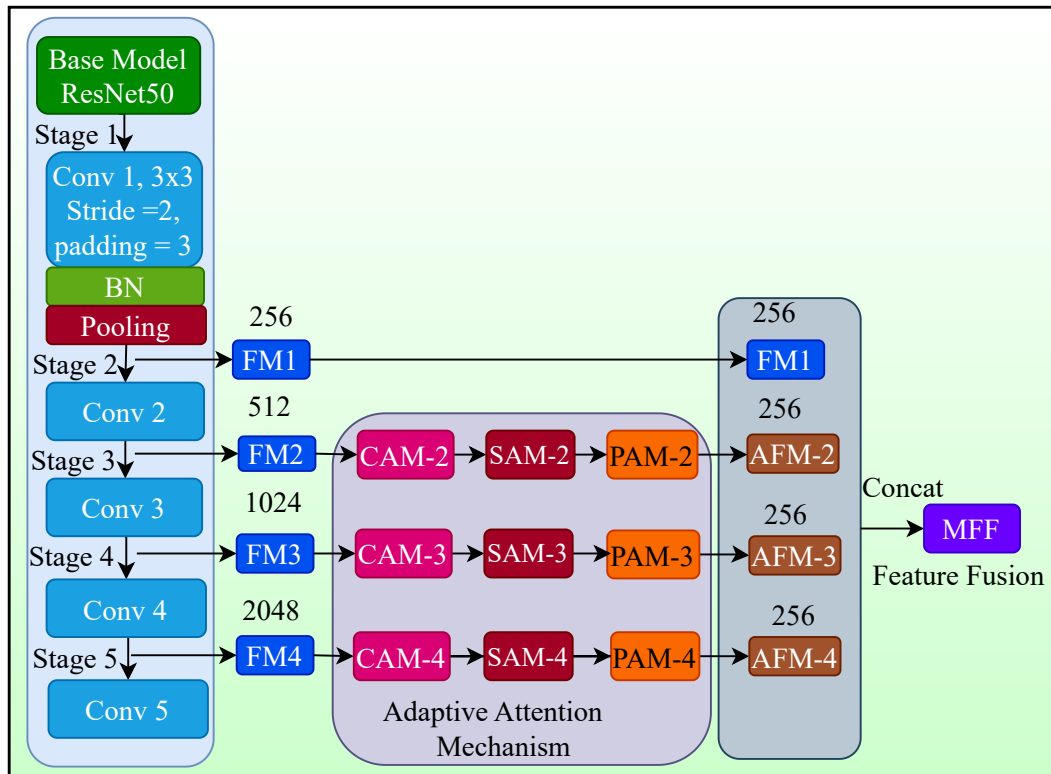 Base Model
ResNet50
Stage 1
Conv 1, 3x3
Stride =2,
padding = 3
BN
Pooling
256
256
Stage 2
FM1
FM1
Conv 2
512
256
Stage 3
FM2
CAM-2
SAM-2
PAM-2
AFM-2
Conv 3
1024
256
Concat
MFF
Feature Fusion
Stage 4
FM3
CAM-3
SAM-3
PAM-3
AFM-3
Conv 4
2048
256
Stage 5
FM4
CAM-4
SAM-4
PAM-4
AFM-4
Conv 5
Adaptive Attention
Mechanism